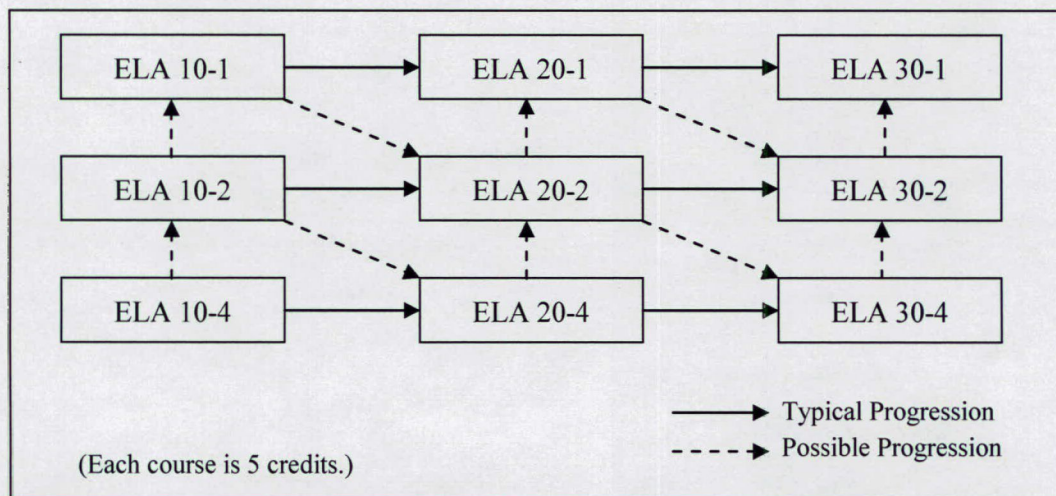 ELA 10-1 ELA 20-1 ELA 30-1
ELA 10-2 ELA 20-2 ELA 30-2
ELA 10-4 ELA 20-4 ELA 30-4
Typical Progression
Possible Progression
(Each course is 5 credits.)